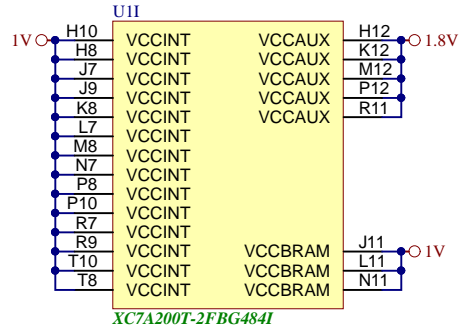 U1I
1V H10 VCCINT VCCAUX H12 1.8V
H8 VCCINT VCCAUX K12
J7 VCCINT VCCAUX M12
J9 VCCINT VCCAUX P12
K8 VCCINT VCCAUX R11
L7 VCCINT
M8 VCCINT
N7 VCCINT
P8 VCCINT
P10 VCCINT
R7 VCCINT
R9 VCCINT VCCBRAM J11 1V
T10 VCCINT VCCBRAM L11
T8 VCCINT VCCBRAM N11
XC7A200T-2FBG484I